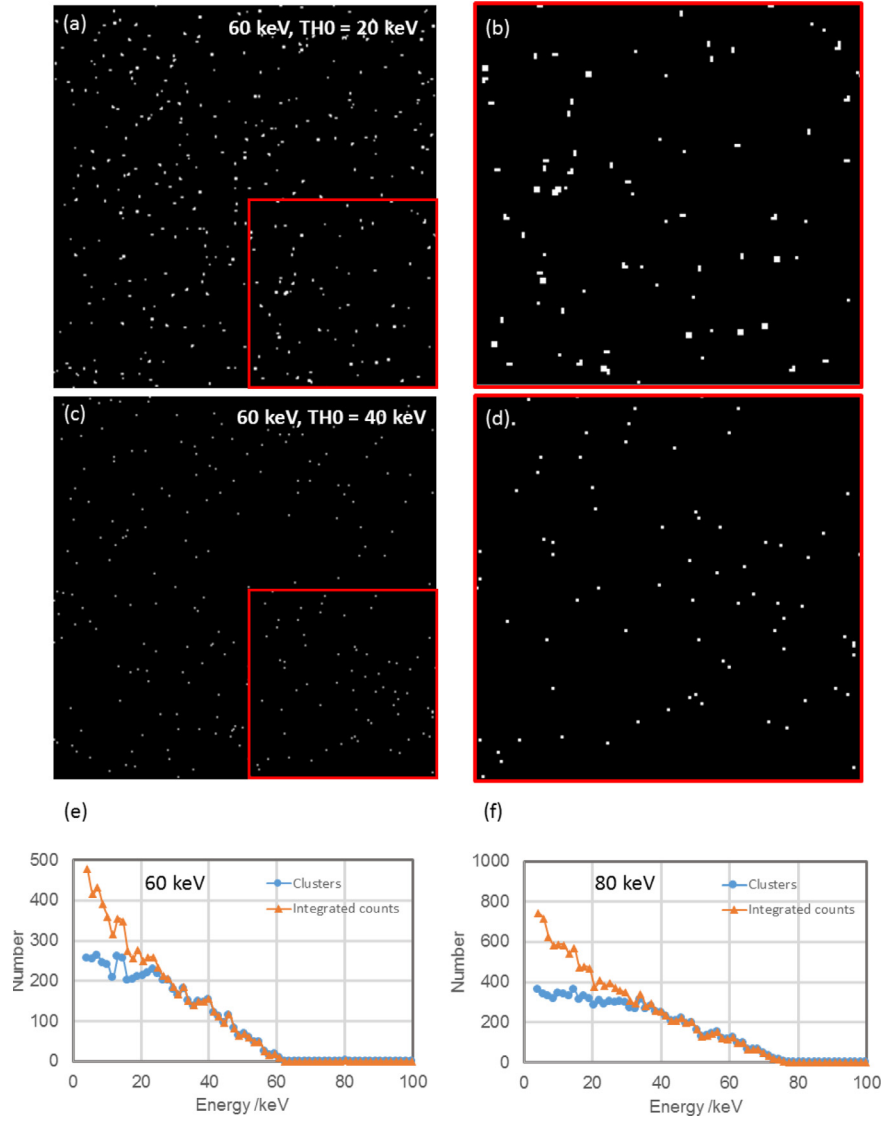 (a)
60 keV, TH0 = 20 keV
(b)
(c)
60 keV, TH0 = 40 keV
(d).
(e)
(f)
500
400
300
200
100
0
Number
60 keV
Clusters
Integrated counts
0 20 40 60 80 100
Energy /keV
1000
800
600
400
200
0
Number
80 keV
Clusters
Integrated counts
0 20 40 60 80 100
Energy /keV